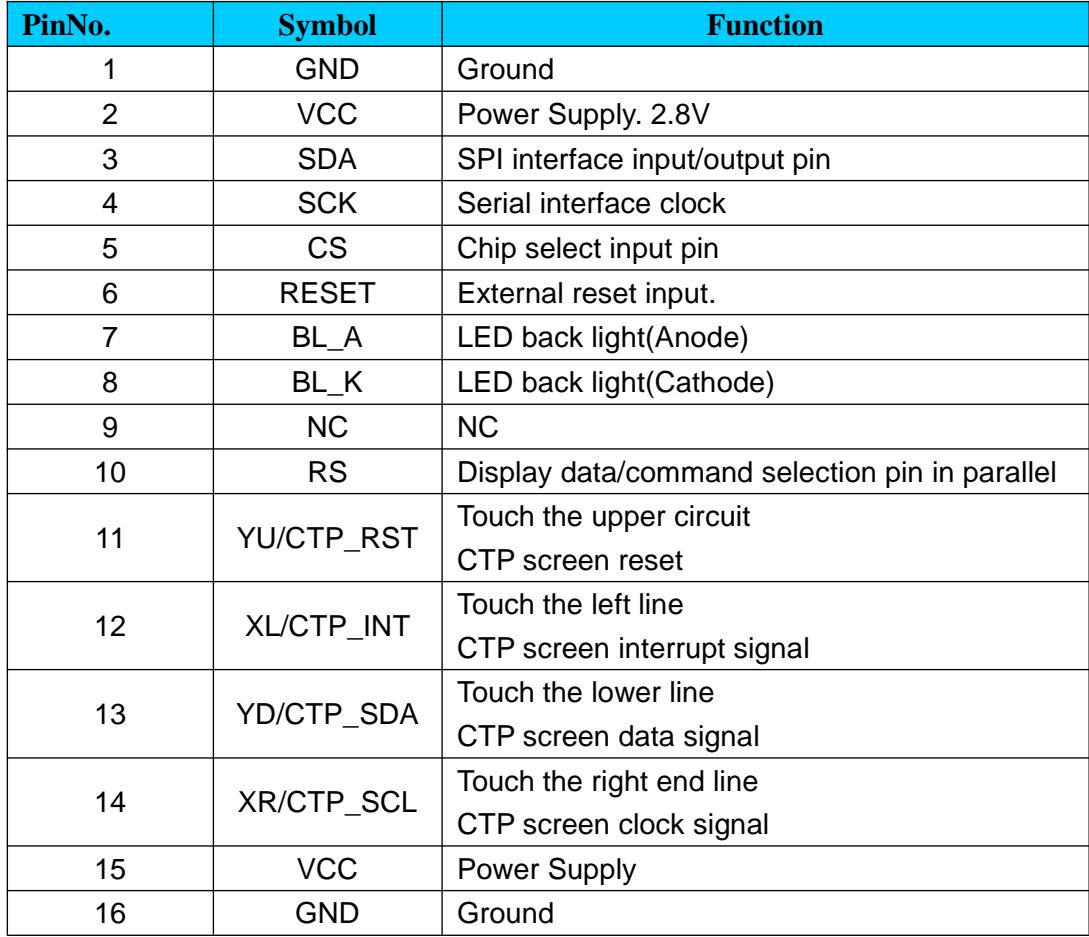 PinNo. Symbol Function
1 GND Ground
2 VCC Power Supply. 2.8V
3 SDA SPI interface input/output pin
4 SCK Serial interface clock
5 CS Chip select input pin
6 RESET External reset input.
7 BL_A LED back light(Anode)
8 BL_K LED back light(Cathode)
9 NC NC
10 RS Display data/command selection pin in parallel
11 YU/CTP_RST Touch the upper circuit
CTP screen reset
12 XL/CTP_INT Touch the left line
CTP screen interrupt signal
13 YD/CTP_SDA Touch the lower line
CTP screen data signal
14 XR/CTP_SCL Touch the right end line
CTP screen clock signal
15 VCC Power Supply
16 GND Ground